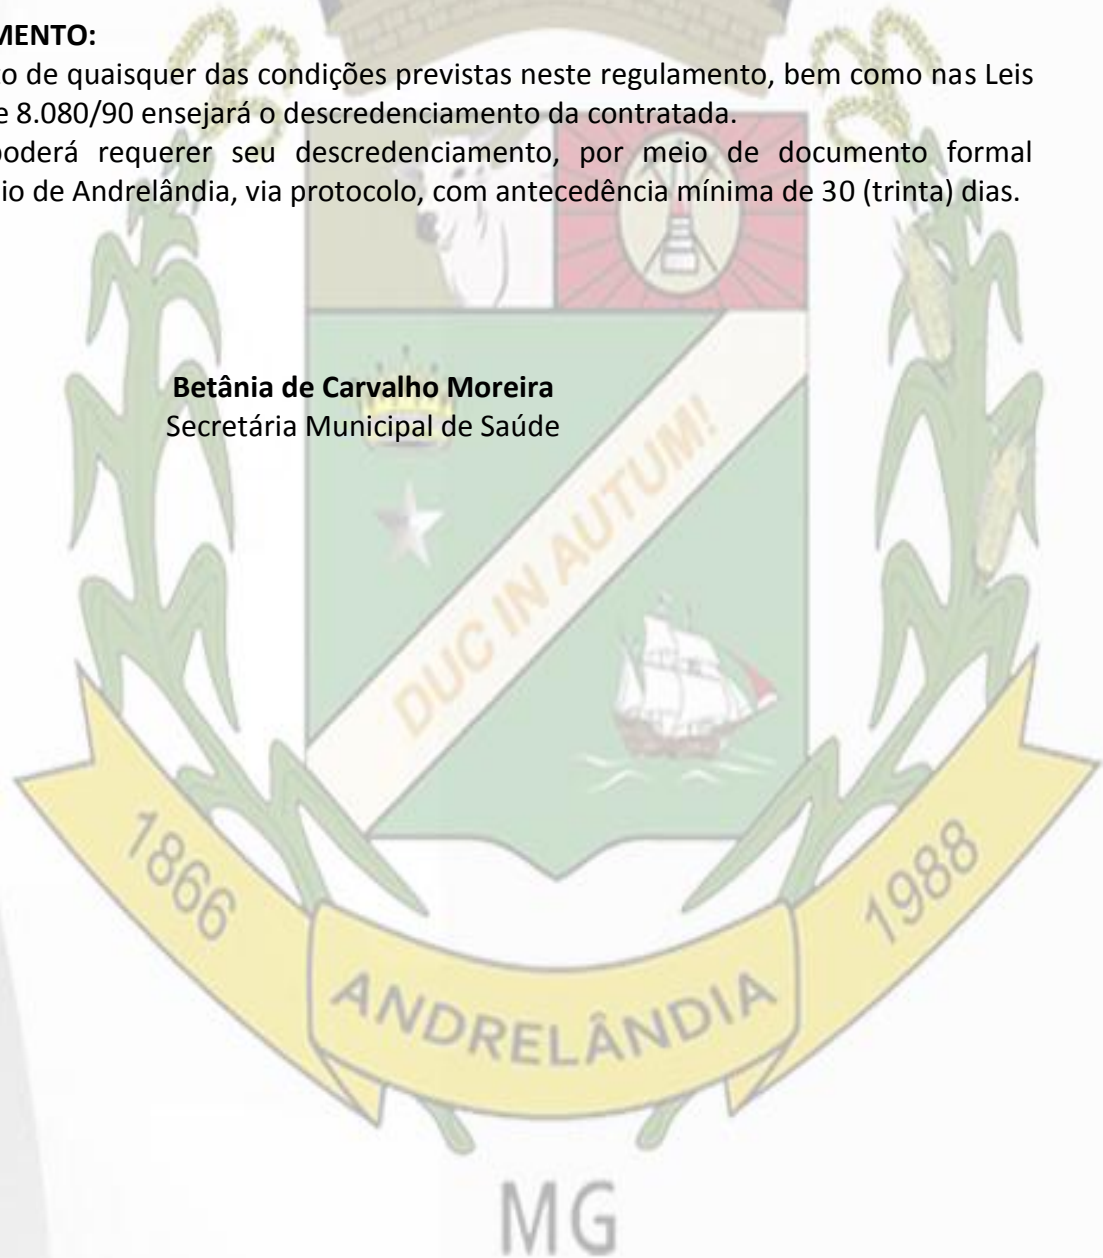 MENTO:
to de quaisquer das condições previstas neste regulamento, bem como nas Leis
e 8.080/90 ensejará o descredenciamento da contratada.
poderá requerer seu descredenciamento, por meio de documento formal
io de Andrelândia, via protocolo, com antecedência mínima de 30 (trinta) dias.
Betânia de Carvalho Moreira
Secretária Municipal de Saúde
DUC IN AUTUM!
1866
ANDRELÂNDIA
1988
MG